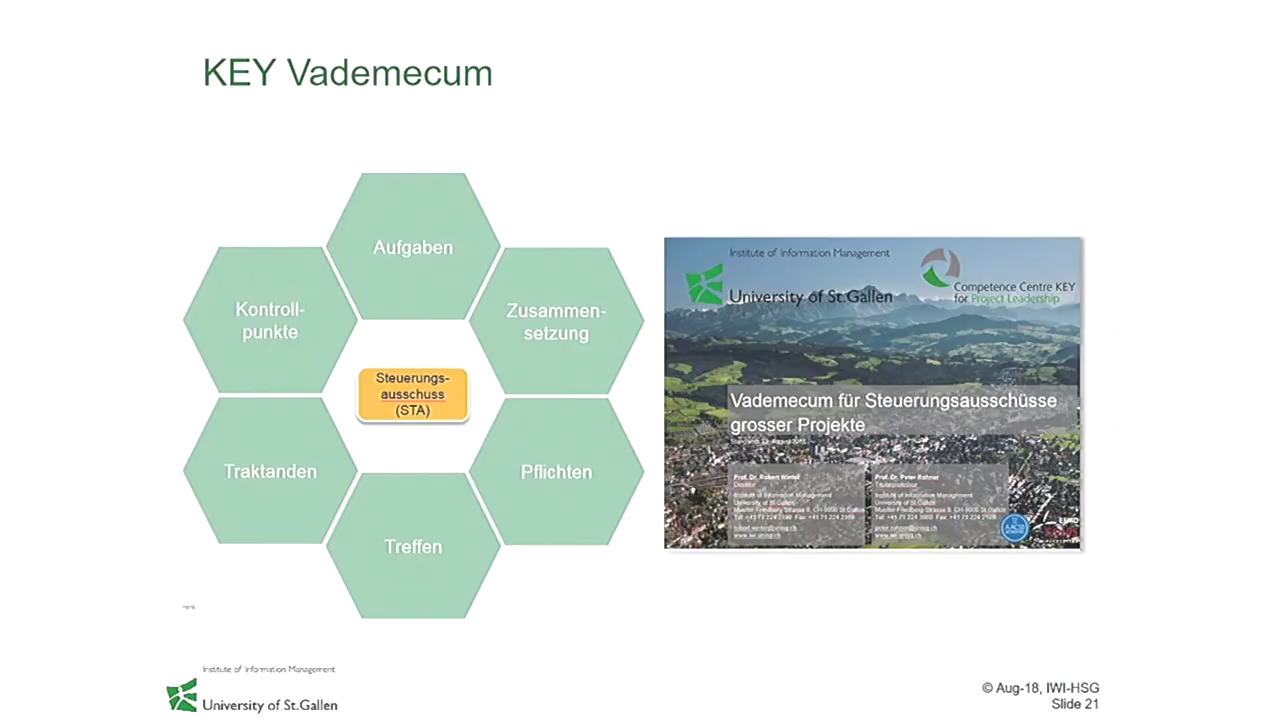 KEY Vademecum
Aufgaben
Kontroll-
punkte
Zusammen-
setzung
Steuerungs-
ausschuss
(STA)
Traktanden
Pflichten
Treffen
Institute of Information Management
University of St.Gallen
Competence Centre KEY
for Project Leadership
Vademecum für Steuerungsausschüsse
grosser Projekte
Prof. Dr. Robert Winter
Direktor
Institute of Information Management
University of St.Gallen
Prof. Dr. Peter Rohner
Titularprofessor
Institute of Information Management
University of St.Gallen
Institute of Information Management
University of St.Gallen
© Aug-18, IWI-HSG
Slide 21